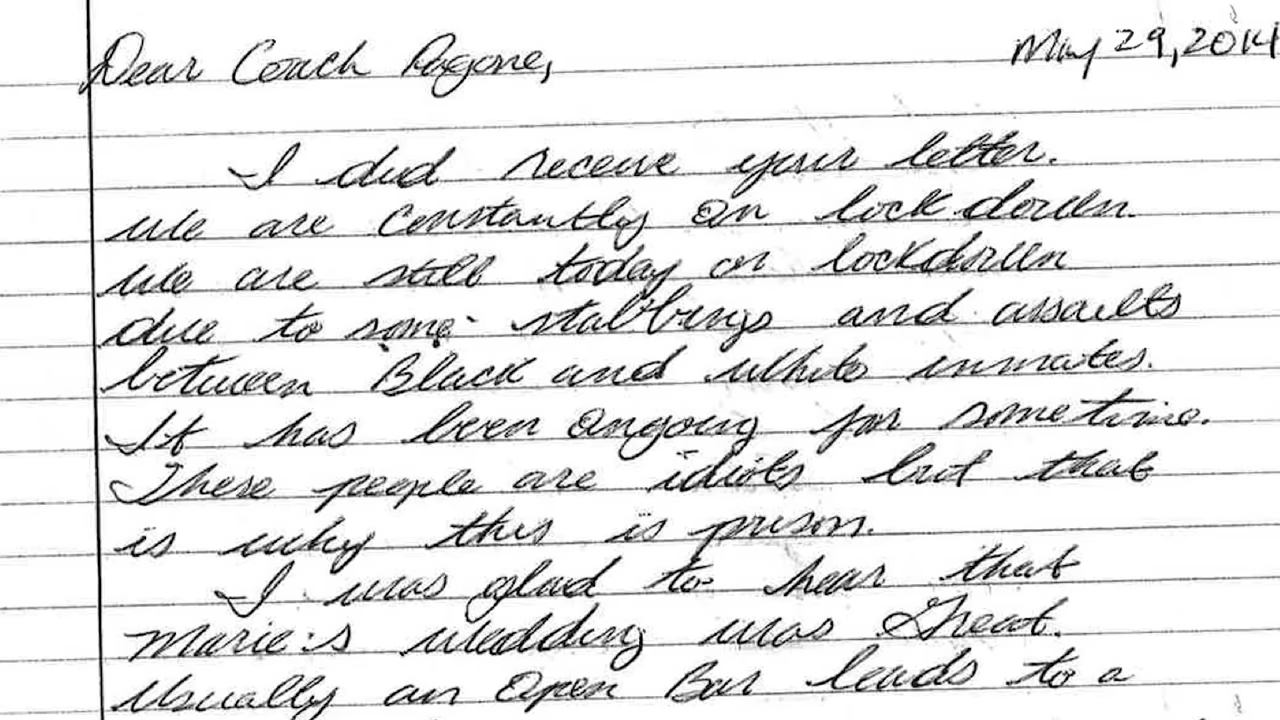 Dear Coach Pagone,
May 29, 2014
I did receive your letter.
We are constantly on lock down.
We are still today on lockdown
due to some stabbings and assaults
between Black and white inmates.
It has been ongoing for sometime.
These people are idiots but that
is why this is prison.
I was glad to hear that
Marie's wedding was Great.
Usually an Open Bar leads to a